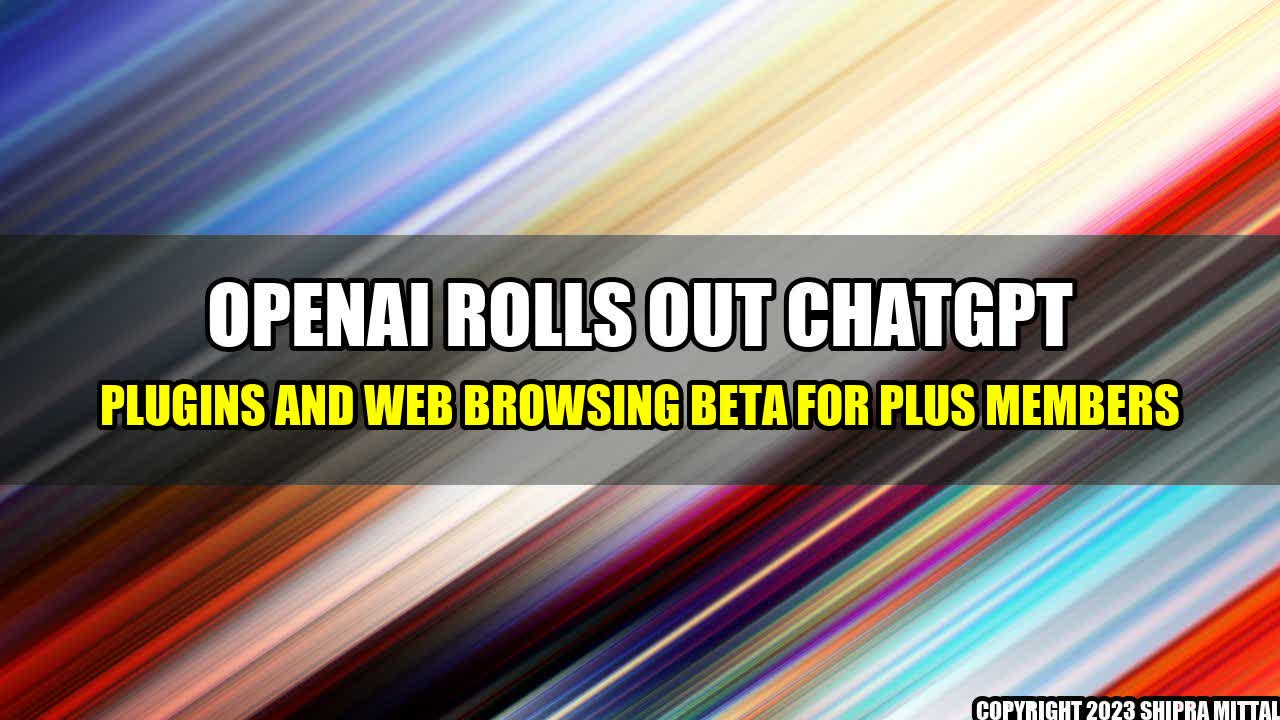 OPENAI ROLLS OUT CHATGPT
PLUGINS AND WEB BROWSING BETA FOR PLUS MEMBERS
COPYRIGHT 2023 SHIPRA MITTAL